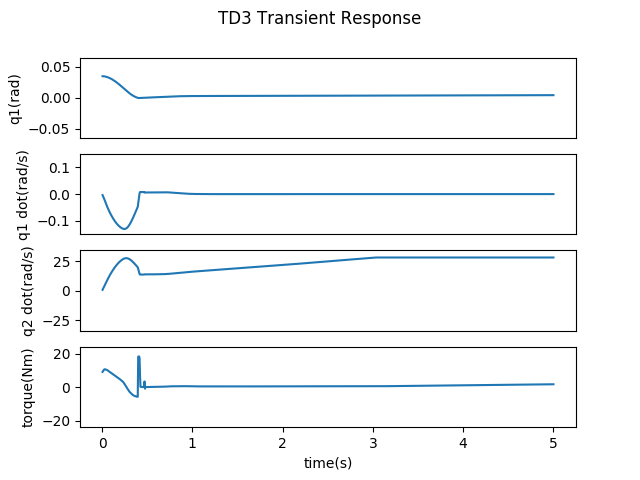 TD3 Transient Response
q1(rad)
0.05
0.00
−0.05
q1 dot(rad/s)
0.1
0.0
−0.1
q2 dot(rad/s)
25
0
−25
torque(Nm)
20
0
−20
0 1 2 3 4 5
time(s)